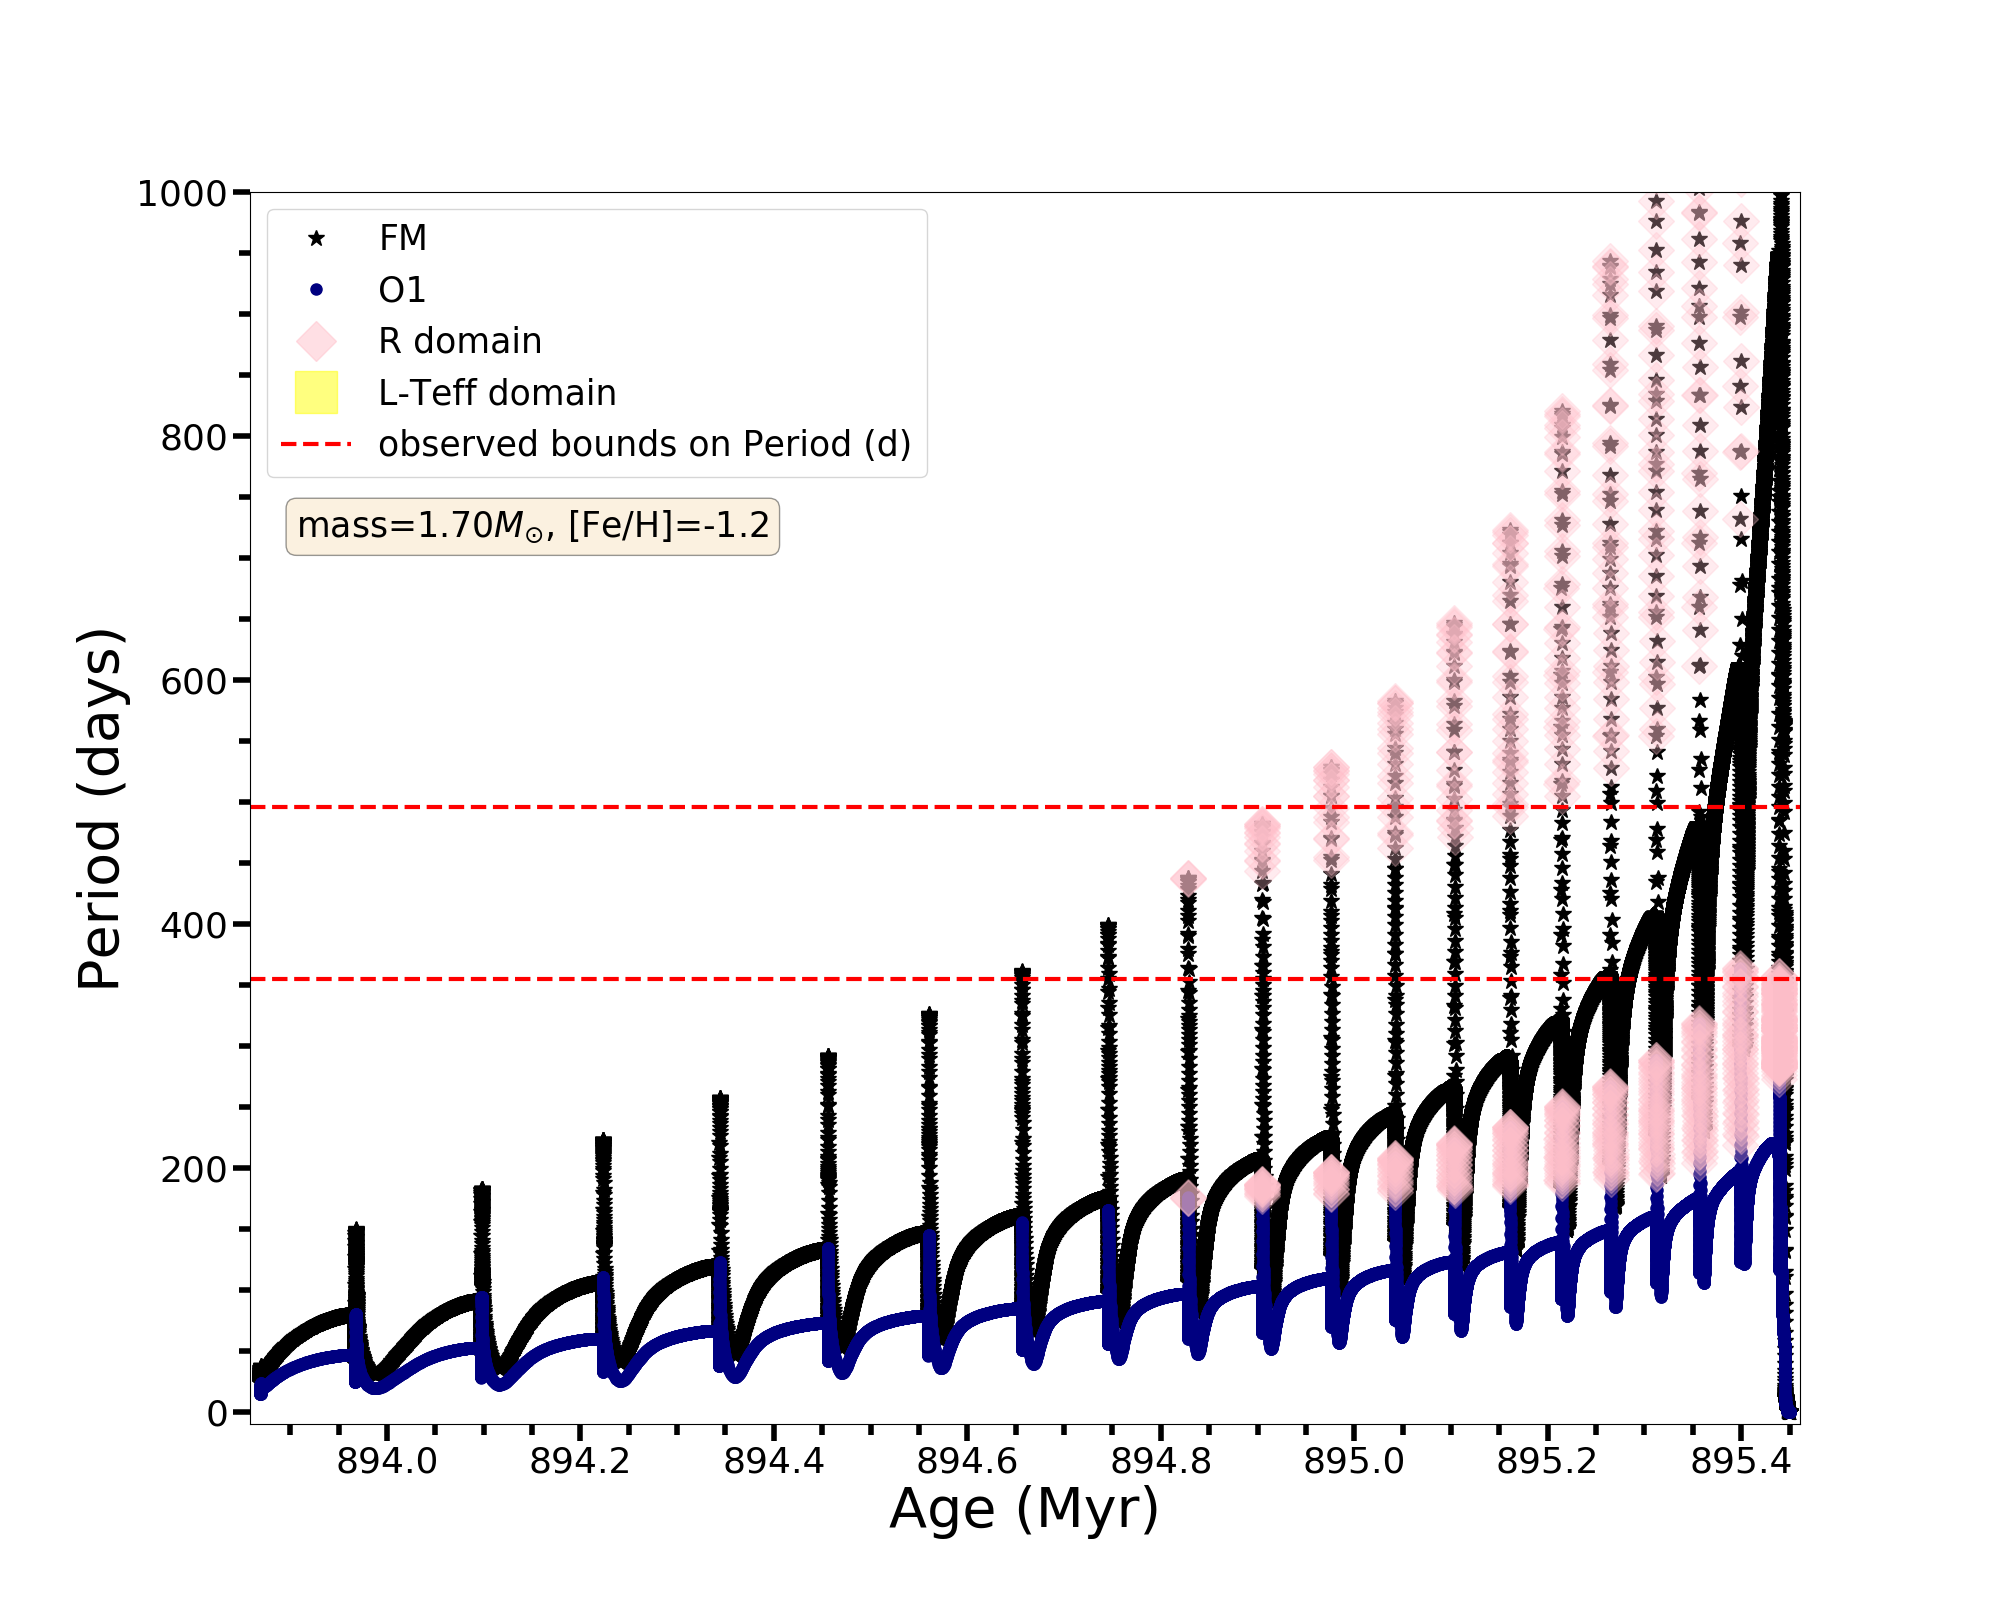 1000
800
600
400
200
0
Period (days)
FM
O1
R domain
L-Teff domain
observed bounds on Period (d)
mass=1.70M⊙, [Fe/H]=-1.2
894.0 894.2 894.4 894.6 894.8 895.0 895.2 895.4
Age (Myr)